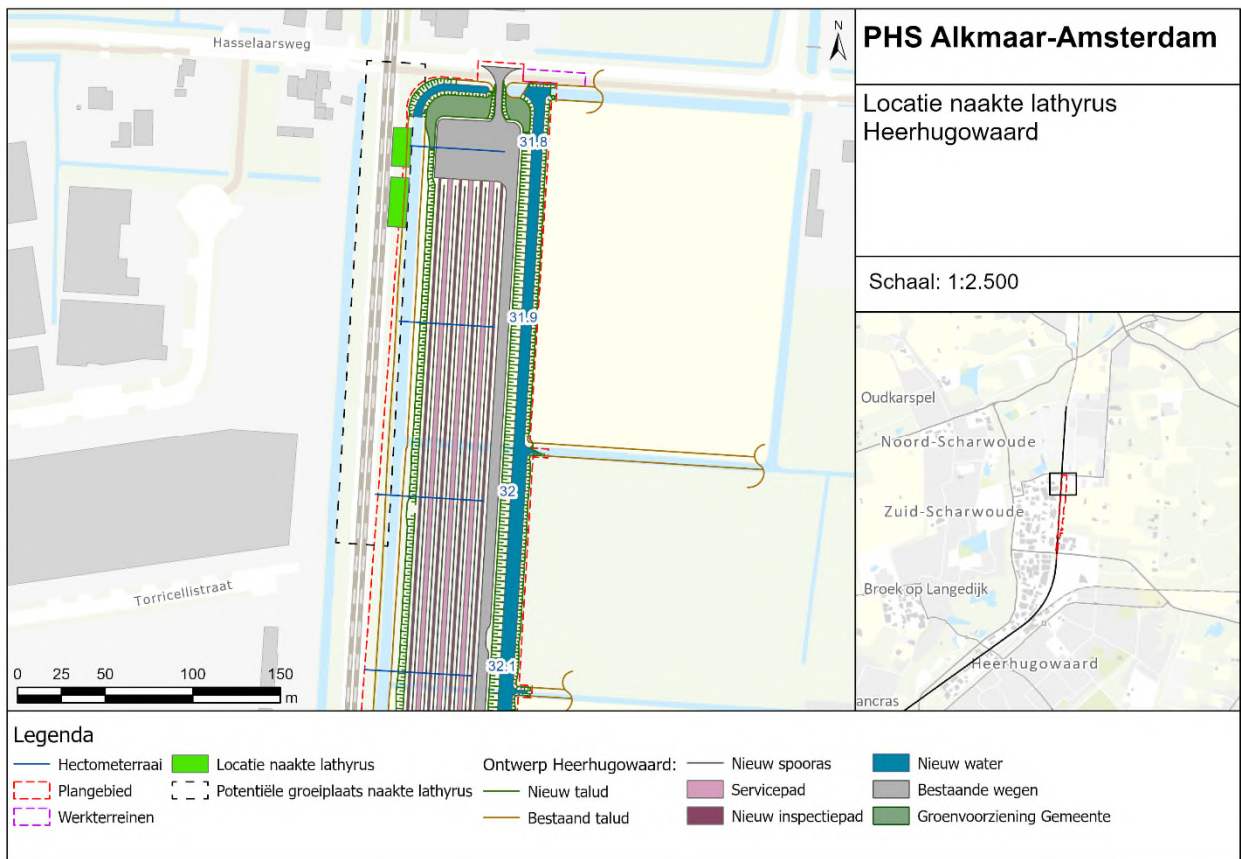 Hasselaarsweg
N
31.8
31.9
32
32.1
Torricellistraat
0 25 50 100 150
m
PHS Alkmaar-Amsterdam
Locatie naakte lathyrus
Heerhugowaard
Schaal: 1:2.500
Oudkarspel
Noord-Scharwoude
Zuid-Scharwoude
Broek op Langedijk
Heerhugowaard
ancras
Legenda
Hectometerraai
Plangebied
Werkterreinen
Locatie naakte lathyrus
Potentiële groeiplaats naakte lathyrus
Ontwerp Heerhugowaard:
Nieuw talud
Bestaand talud
Nieuw spooras
Servicepad
Nieuw inspectiepad
Nieuw water
Bestaande wegen
Groenvoorziening Gemeente